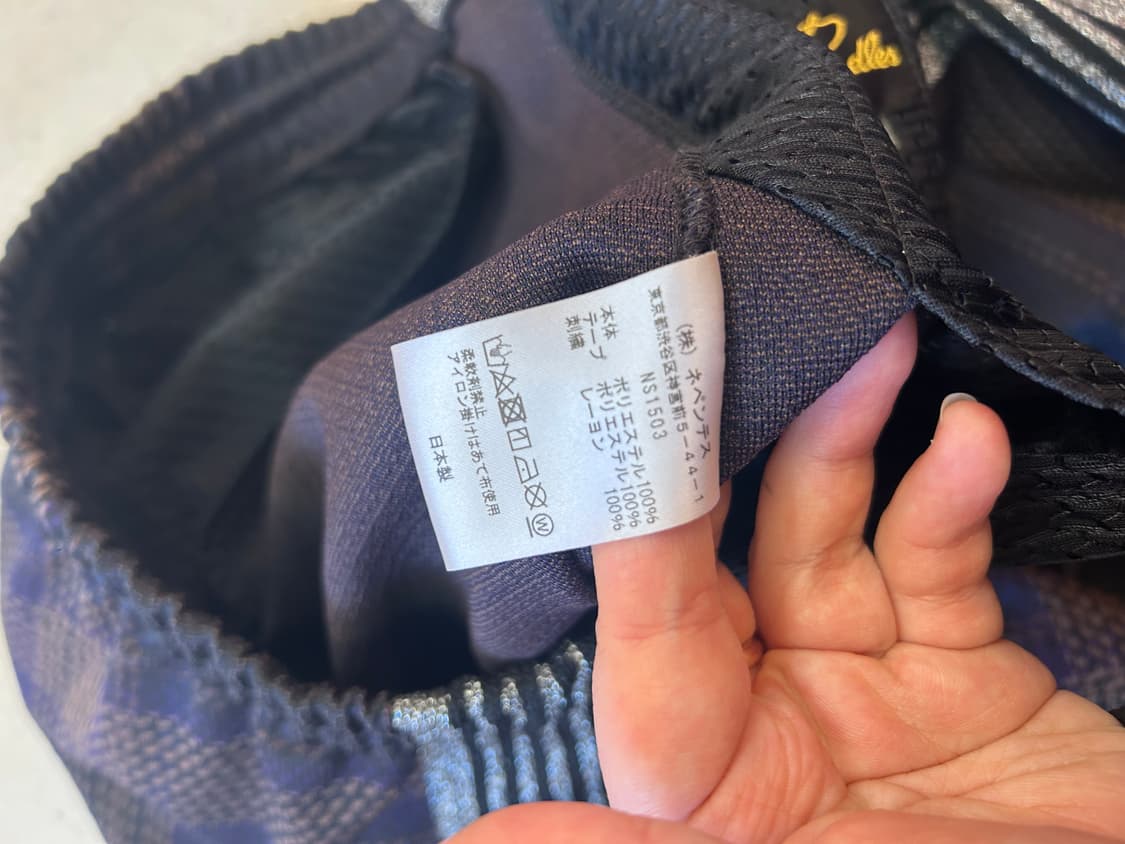 dles
(株) ネペンテス
東京都渋谷区神宮前5-44-1
NS1503
本体 ポリエステル100%
テープ ポリエステル100%
刺繍 レーヨン 100%
W
柔軟剤禁止
アイロン掛けはあて布使用
日本製